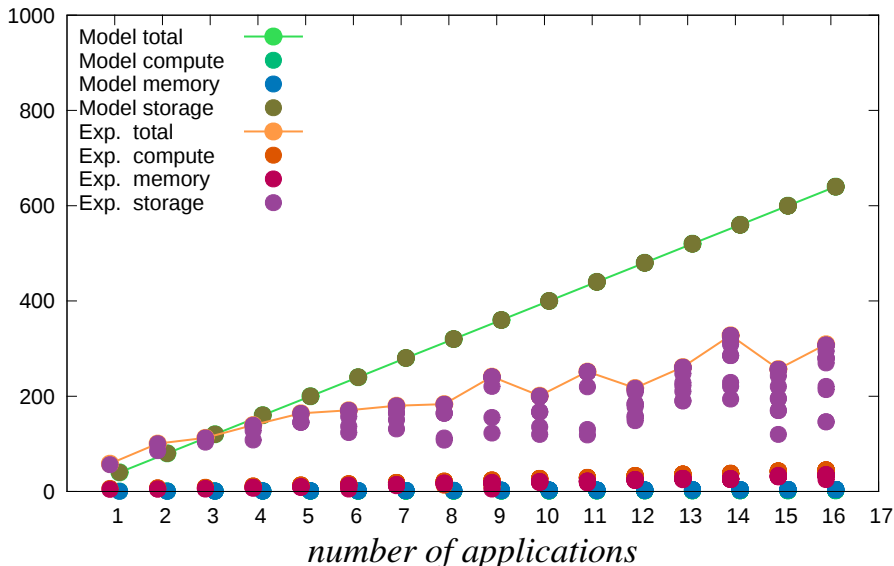 1000
800
600
400
200
0
Model total
Model compute
Model memory
Model storage
Exp. total
Exp. compute
Exp. memory
Exp. storage
1 2 3 4 5 6 7 8 9 10 11 12 13 14 15 16 17
number of applications